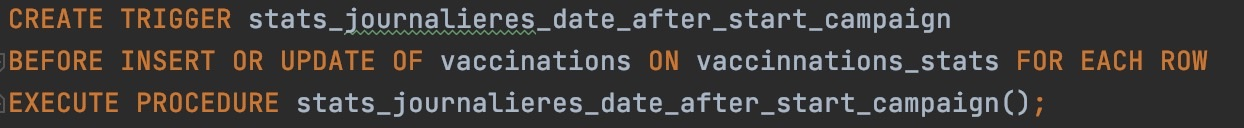 CREATE TRIGGER stats_journalieres_date_after_start_campaign
BEFORE INSERT OR UPDATE OF vaccinations ON vaccinnations_stats FOR EACH ROW
EXECUTE PROCEDURE stats_journalieres_date_after_start_campaign();